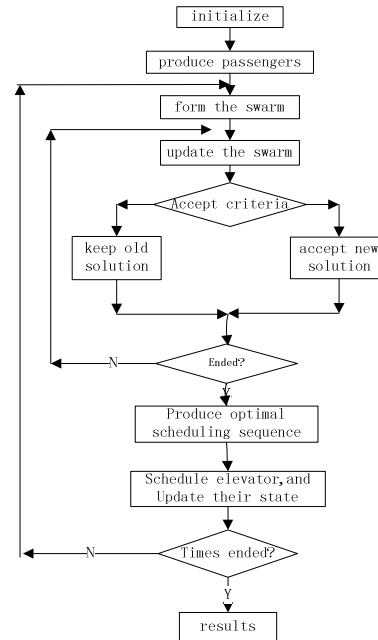 initialize
produce passengers
form the swarm
update the swarm
Accept criteria
keep old
solution
accept new
solution
N
Ended?
Y
Produce optimal
scheduling sequence
Schedule elevator,and
Update their state
N
Times ended?
Y
results